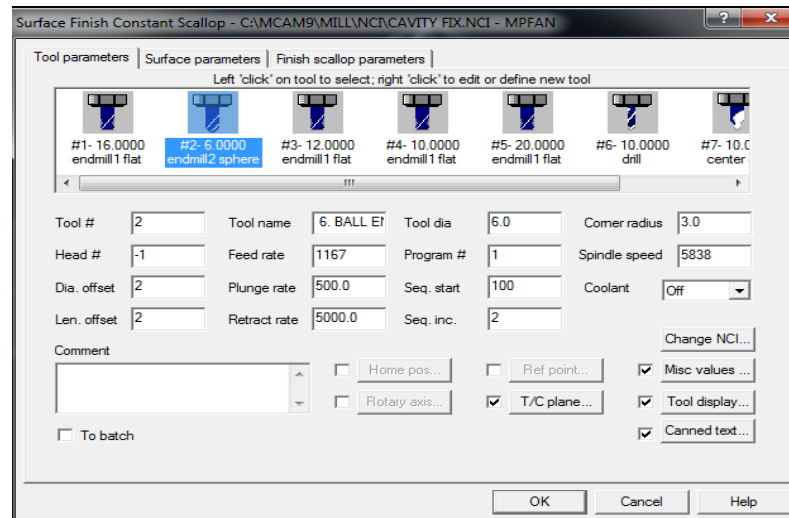 Surface Finish Constant Scallop - C:\MCAM9\MILL\NCI\CAVITY FIX.NCI - MPFAN
Tool parameters Surface parameters Finish scallop parameters
Left 'click' on tool to select; right 'click' to edit or define new tool
#1- 16.0000 #2- 6.0000 #3- 12.0000 #4- 10.0000 #5- 20.0000 #6- 10.0000 #7- 10.0
endmill1 flat endmill2 sphere endmill1 flat endmill1 flat endmill1 flat drill center
Tool # 2 Tool name 6. BALL EN Tool dia 6.0 Corner radius 3.0
Head # -1 Feed rate 1167 Program # 1 Spindle speed 5838
Dia. offset 2 Plunge rate 500.0 Seq. start 100 Coolant Off
Len. offset 2 Retract rate 5000.0 Seq. inc. 2
Change NCI...
Comment
Home pos... Ref point... Misc values ...
Rotary axis... T/C plane... Tool display...
To batch Canned text...
OK Cancel Help